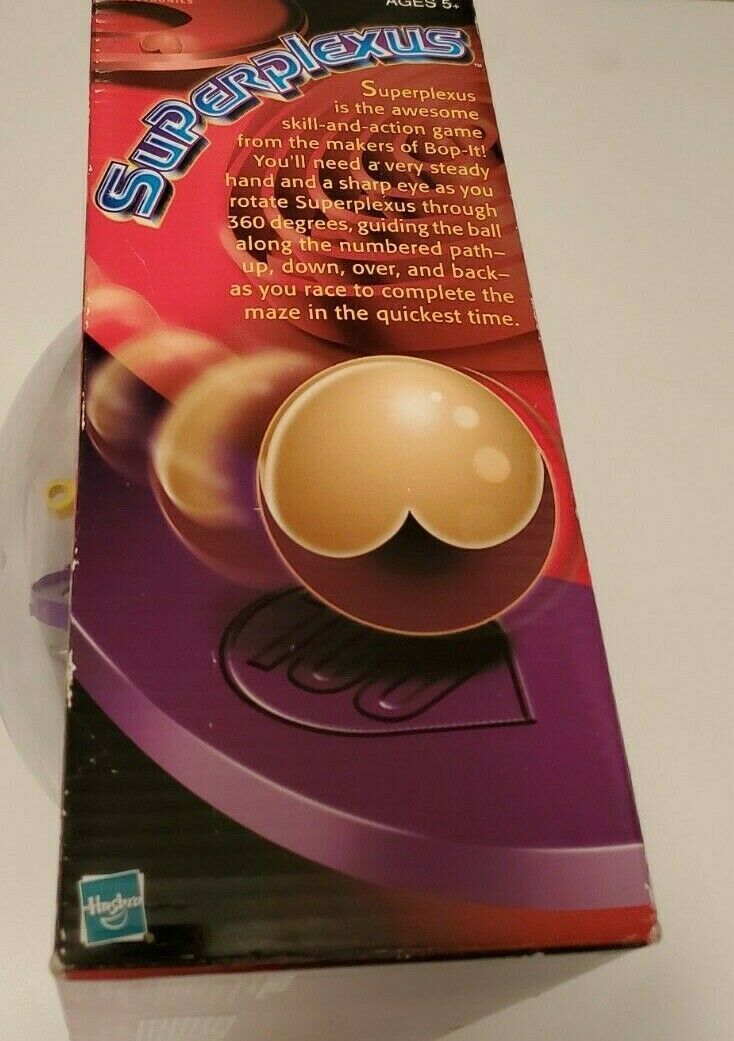 AGES 5+
Superplexus™
Superplexus
is the awesome
skill-and-action game
from the makers of Bop-It!
You'll need a very steady
hand and a sharp eye as you
rotate Superplexus through
360 degrees, guiding the ball
along the numbered path–
up, down, over, and back–
as you race to complete the
maze in the quickest time.
100
Hasbro